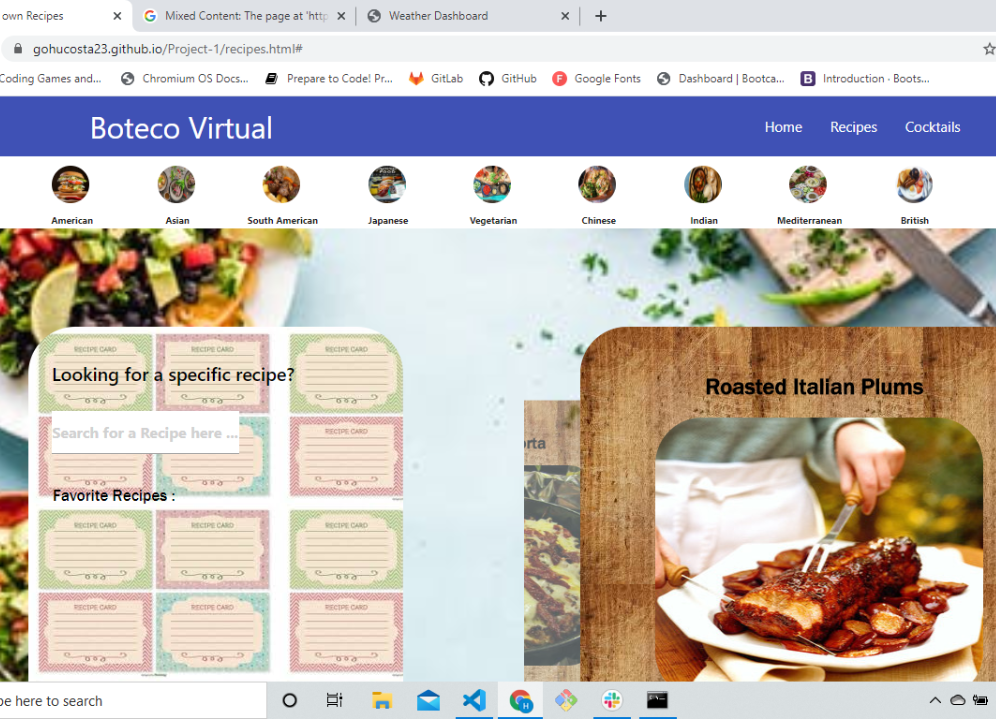 own Recipes
Mixed Content: The page at 'http
Weather Dashboard
gohucosta23.github.io/Project-1/recipes.html#
Coding Games and...
Chromium OS Docs...
Prepare to Code! Pr...
GitLab
GitHub
Google Fonts
Dashboard | Bootca...
Introduction · Boots...
Boteco Virtual
Home
Recipes
Cocktails
American
Asian
South American
Japanese
Vegetarian
Chinese
Indian
Mediterranean
British
RECIPE CARD
RECIPE CARD
RECIPE CARD
Looking for a specific recipe?
Roasted Italian Plums
Search for a Recipe here ...
RECIPE CARD
orta
Favorite Recipes :
RECIPE CARD
RECIPE CARD
RECIPE CARD
RECIPE CARD
RECIPE CARD
RECIPE CARD
pe here to search